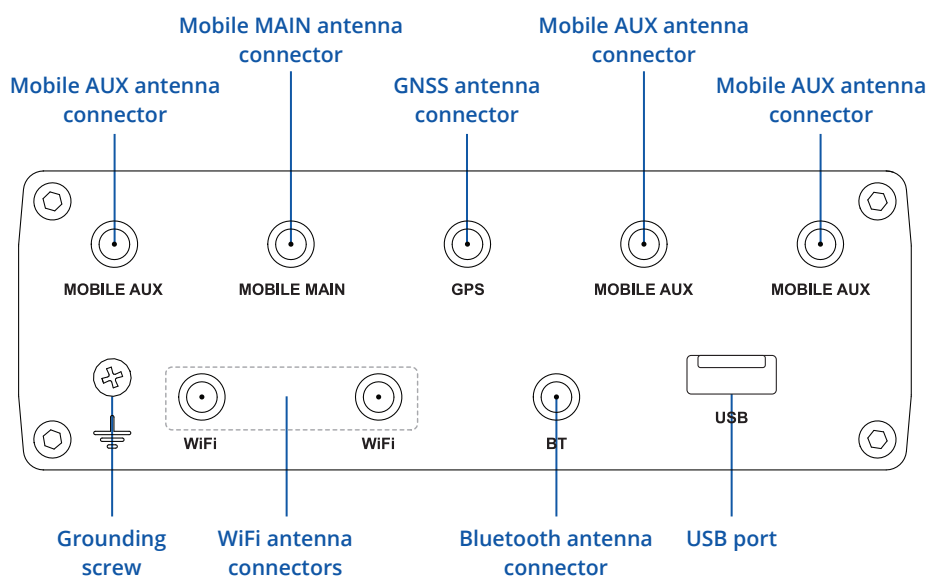 Mobile MAIN antenna
connector
Mobile AUX antenna
connector
Mobile AUX antenna
connector
GNSS antenna
connector
Mobile AUX antenna
connector
MOBILE AUX
MOBILE MAIN
GPS
MOBILE AUX
MOBILE AUX
WiFi
WiFi
BT
USB
Grounding
screw
WiFi antenna
connectors
Bluetooth antenna
connector
USB port